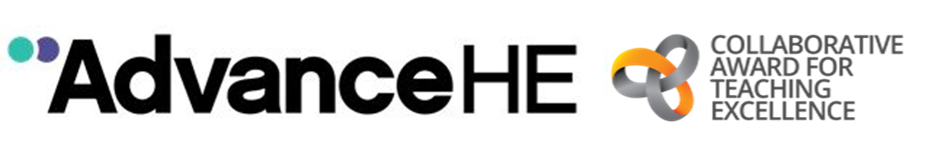 AdvanceHE
COLLABORATIVE
AWARD FOR
TEACHING
EXCELLENCE